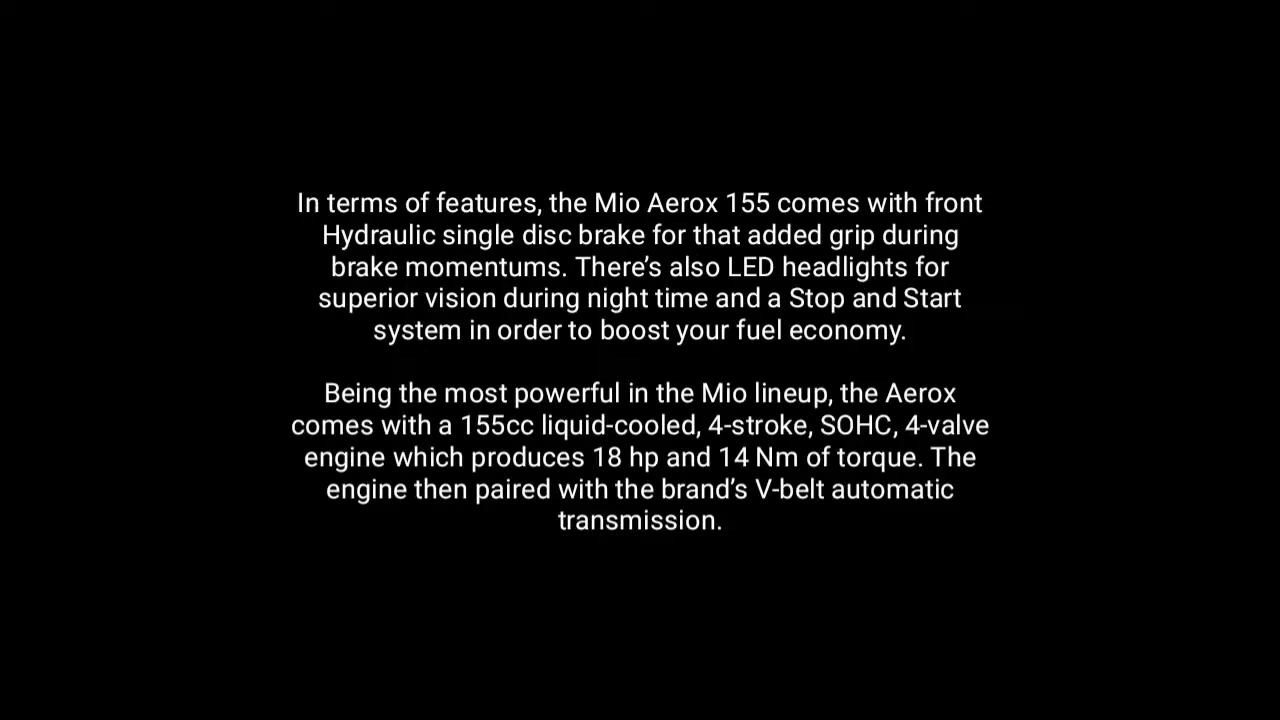 In terms of features, the Mio Aerox 155 comes with front
Hydraulic single disc brake for that added grip during
brake momentums. There’s also LED headlights for
superior vision during night time and a Stop and Start
system in order to boost your fuel economy.
Being the most powerful in the Mio lineup, the Aerox
comes with a 155cc liquid-cooled, 4-stroke, SOHC, 4-valve
engine which produces 18 hp and 14 Nm of torque. The
engine then paired with the brand’s V-belt automatic
transmission.